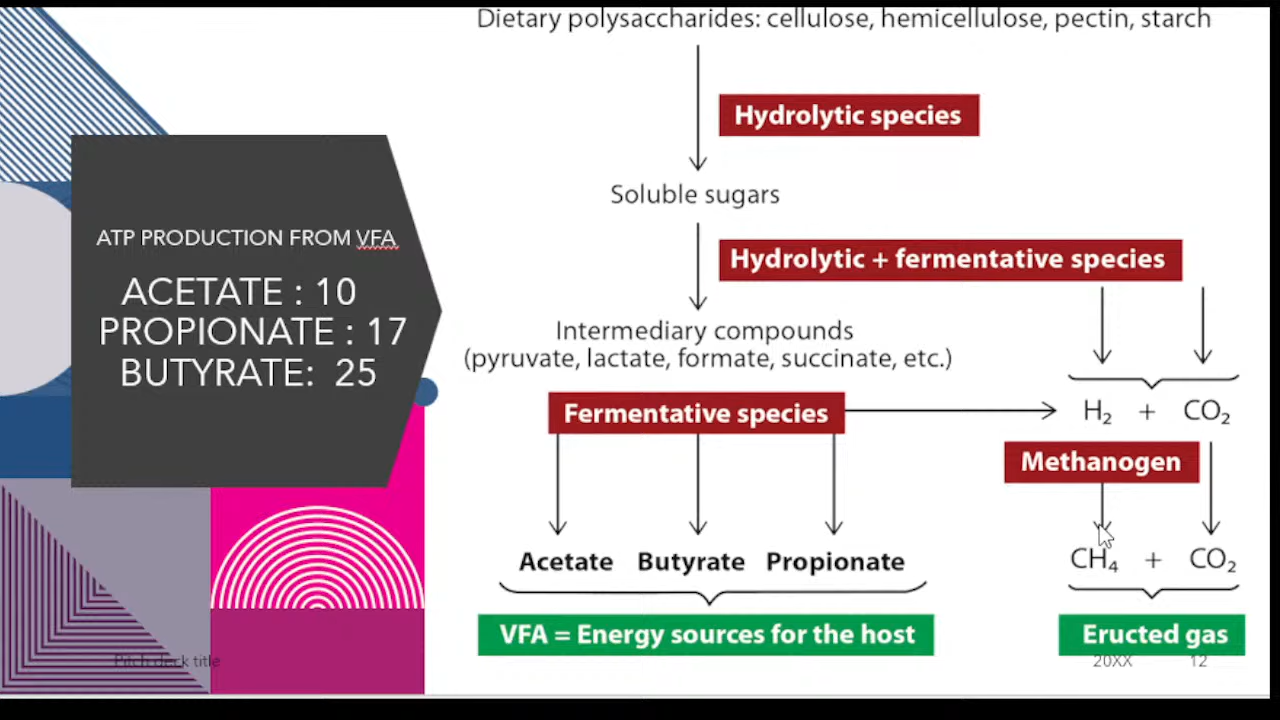 Dietary polysaccharides: cellulose, hemicellulose, pectin, starch
Hydrolytic species
Soluble sugars
ATP PRODUCTION FROM VFA
ACETATE : 10
PROPIONATE : 17
BUTYRATE: 25
Hydrolytic + fermentative species
Intermediary compounds
(pyruvate, lactate, formate, succinate, etc.)
Fermentative species
H₂ + CO₂
Methanogen
Acetate Butyrate Propionate
CH₄ + CO₂
VFA = Energy sources for the host
Eructed gas
Pitch deck title
20XX
12